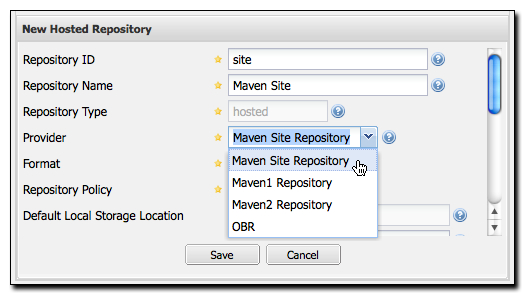 New Hosted Repository
Repository ID site
Repository Name Maven Site
Repository Type hosted
Provider Maven Site Repository
Format Maven Site Repository
Repository Policy Maven1 Repository
Default Local Storage Location Maven2 Repository
OBR
Save Cancel